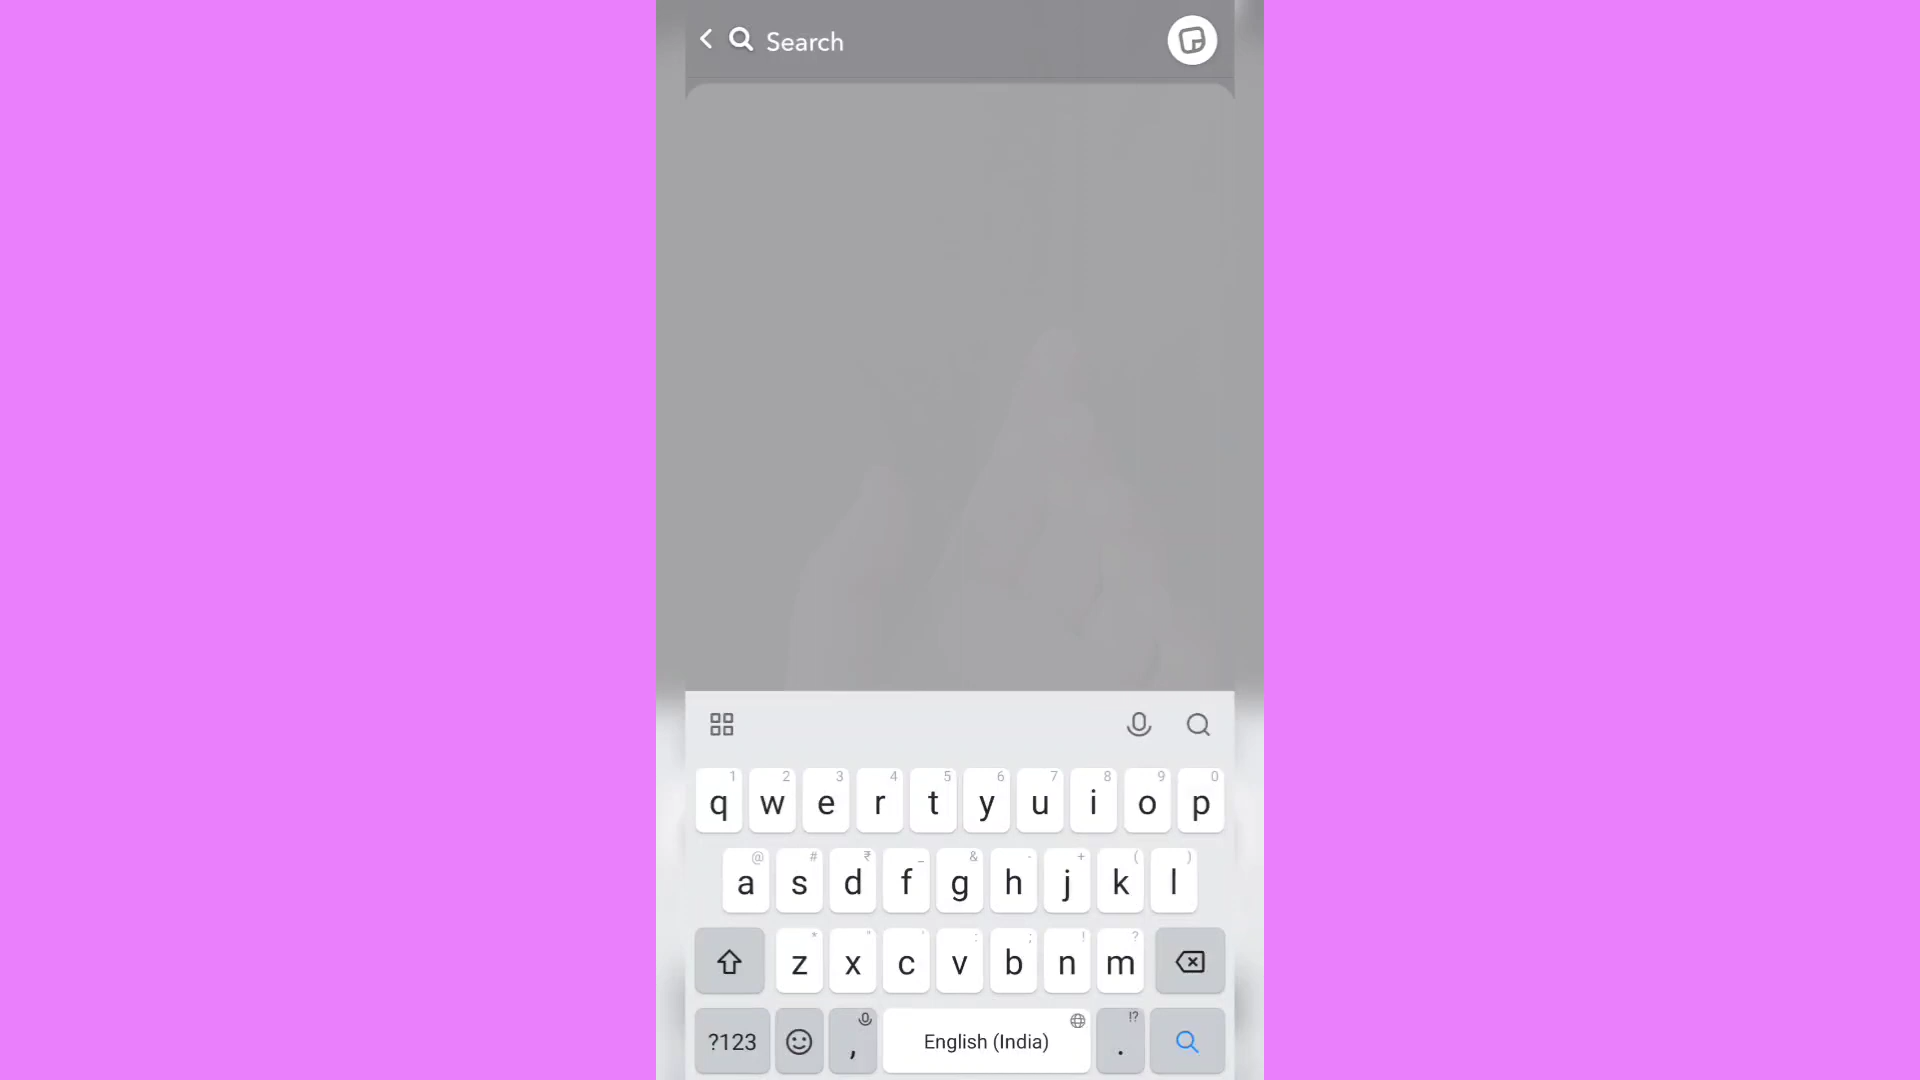 Search
1 2 3 4 5 6 7 8 9 0
q w e r t y u i o p
@ # ₹ _ & - + ( )
a s d f g h j k l
* " ' : ; ! ?
z x c v b n m
!?
?123 , English (India) .